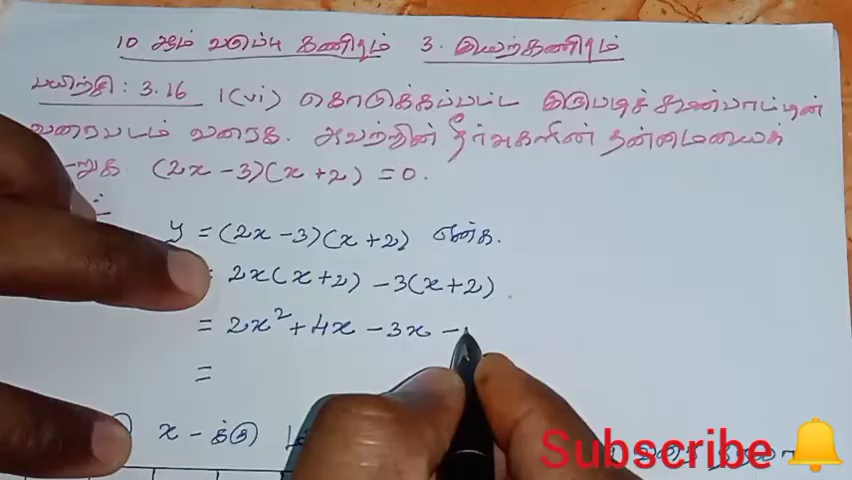 10 ஆம் வகுப்பு கணிதம் 3. இயற்கணிதம்
பயிற்சி : 3.16 1(vi) கொடுக்கப்பட்ட இருபடிச் சமன்பாட்டின்
வரைபடம் வரைக. அவற்றின் தீர்வுகளின் தன்மையைக்
(2x - 3)(x + 2) = 0.
y = (2x - 3)(x + 2) என்க.
= 2x(x + 2) - 3(x + 2)
= 2x² + 4x - 3x -
=
x - க்கு
Subscribe